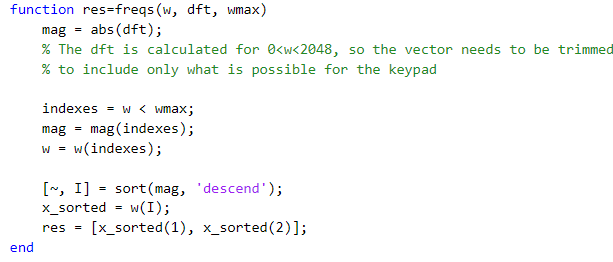 function res=freqs(w, dft, wmax)
    mag = abs(dft);
    % The dft is calculated for 0<w<2048, so the vector needs to be trimmed
    % to include only what is possible for the keypad

    indexes = w < wmax;
    mag = mag(indexes);
    w = w(indexes);

    [~, I] = sort(mag, 'descend');
    x_sorted = w(I);
    res = [x_sorted(1), x_sorted(2)];
end